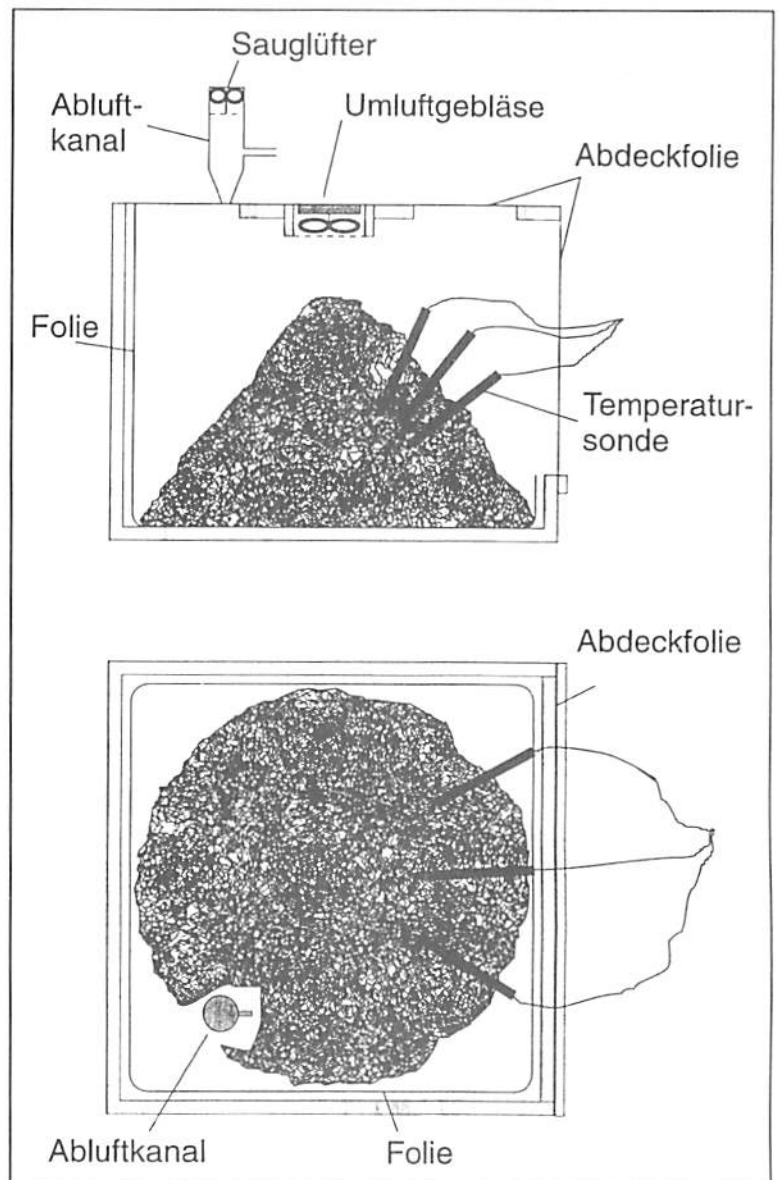 Sauglüfter
Abluft-
kanal
Umluftgebläse
Abdeckfolie
Folie
Temperatur-
sonde
Abdeckfolie
Abluftkanal
Folie